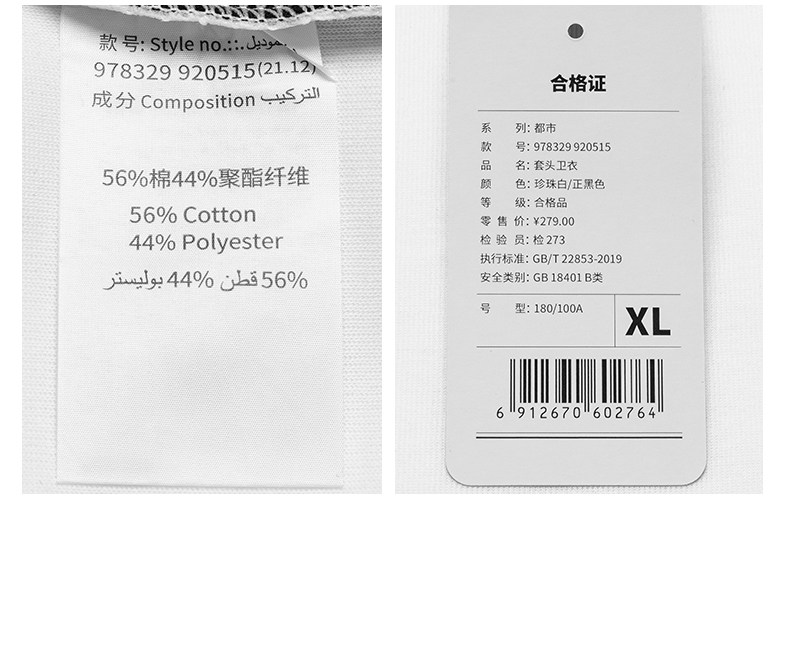 款号: Style no.::.
978329 920515(21.12)
成分 Composition التركيب
56%棉44%聚酯纤维
56% Cotton
44% Polyester
56% قطن 44% بوليستر
合格证
系 列: 都市
款 号: 978329 920515
品 名: 套头卫衣
颜 色: 珍珠白/正黑色
等 级: 合格品
零 售 价: ¥279.00
检 验 员: 检 273
执行标准: GB/T 22853-2019
安全类别: GB 18401 B类
号 型: 180/100A
XL
6 912670 602764